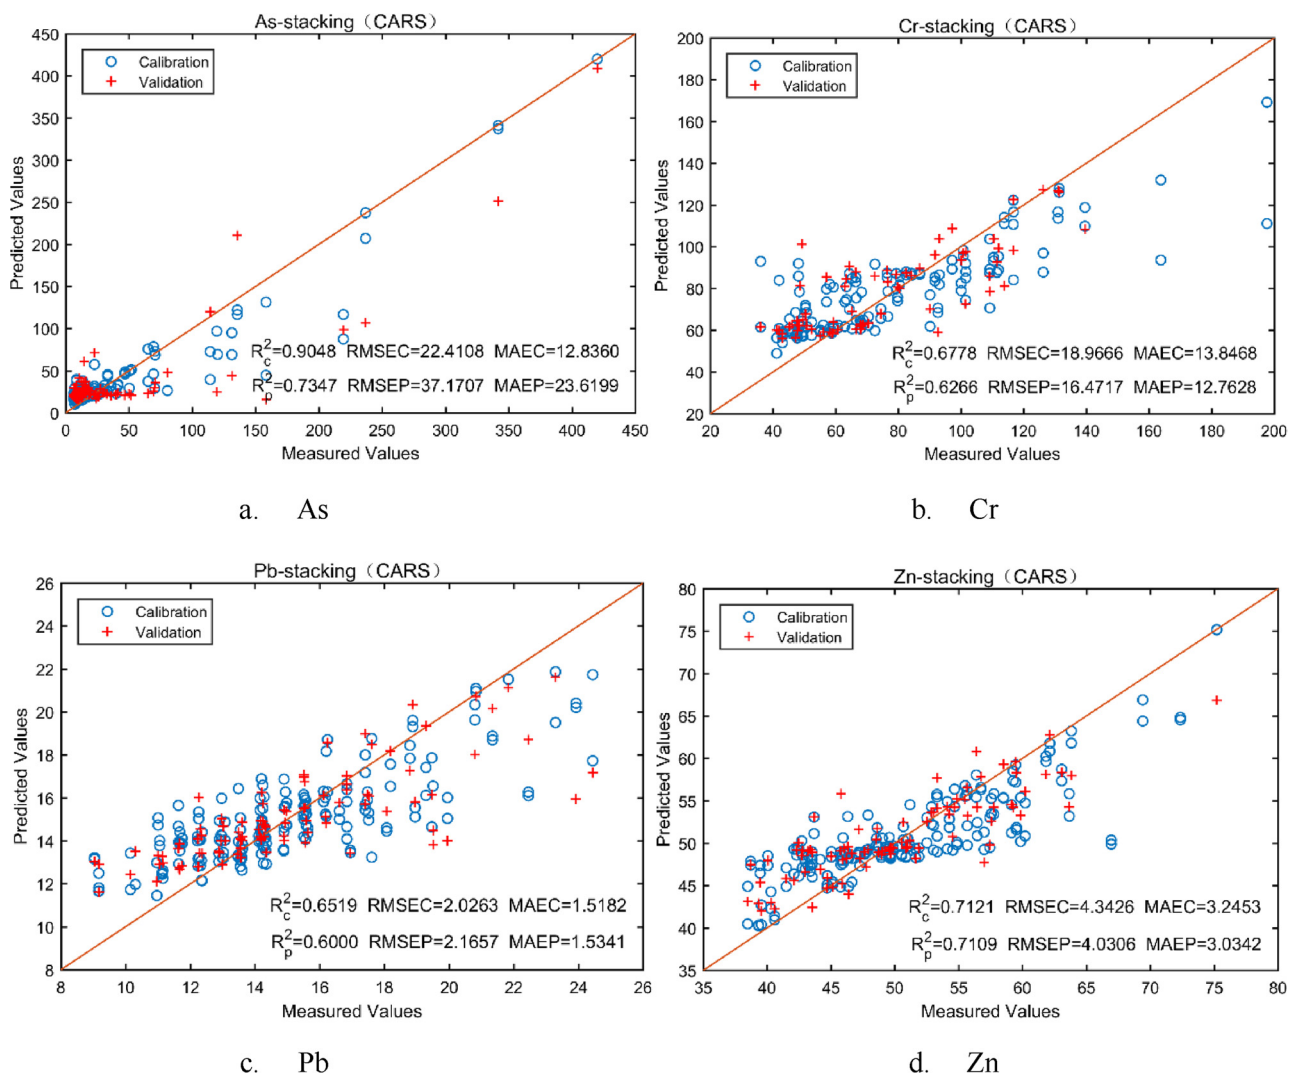 As-stacking（CARS）
450
400
350
300
250
200
150
100
50
0
Predicted Values
Calibration
Validation
R²c=0.9048 RMSEC=22.4108 MAEC=12.8360
R²p=0.7347 RMSEP=37.1707 MAEP=23.6199
0 50 100 150 200 250 300 350 400 450
Measured Values
a. As
Cr-stacking（CARS）
200
180
160
140
120
100
80
60
40
20
Predicted Values
Calibration
Validation
R²c=0.6778 RMSEC=18.9666 MAEC=13.8468
R²p=0.6266 RMSEP=16.4717 MAEP=12.7628
20 40 60 80 100 120 140 160 180 200
Measured Values
b. Cr
Pb-stacking（CARS）
26
24
22
20
18
16
14
12
10
8
Predicted Values
Calibration
Validation
R²c=0.6519 RMSEC=2.0263 MAEC=1.5182
R²p=0.6000 RMSEP=2.1657 MAEP=1.5341
8 10 12 14 16 18 20 22 24 26
Measured Values
c. Pb
Zn-stacking（CARS）
80
75
70
65
60
55
50
45
40
35
Predicted Values
Calibration
Validation
R²c=0.7121 RMSEC=4.3426 MAEC=3.2453
R²p=0.7109 RMSEP=4.0306 MAEP=3.0342
35 40 45 50 55 60 65 70 75 80
Measured Values
d. Zn